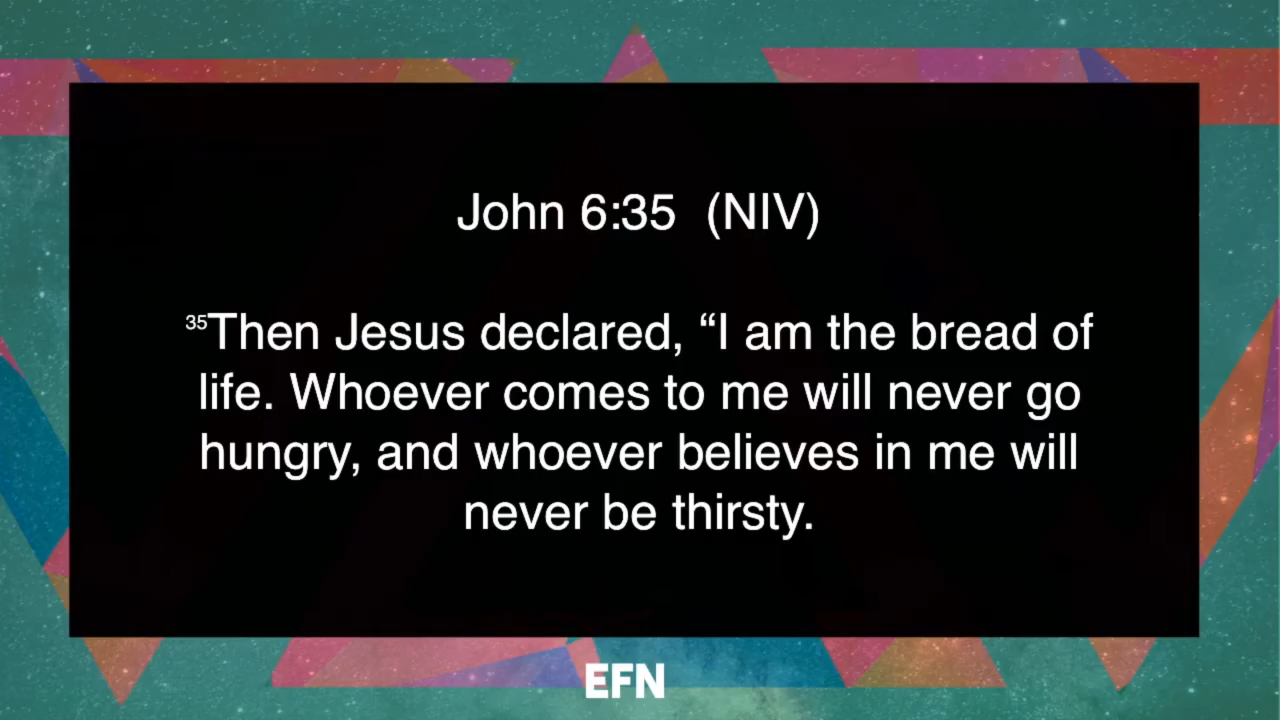 John 6:35  (NIV)
35Then Jesus declared, “I am the bread of
life. Whoever comes to me will never go
hungry, and whoever believes in me will
never be thirsty.
EFN